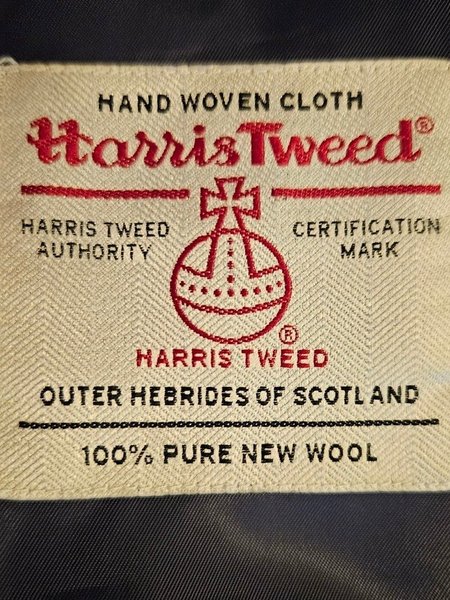 HAND WOVEN CLOTH
Harris Tweed®
HARRIS TWEED
AUTHORITY
CERTIFICATION
MARK
®
HARRIS TWEED
OUTER HEBRIDES OF SCOTLAND
100% PURE NEW WOOL